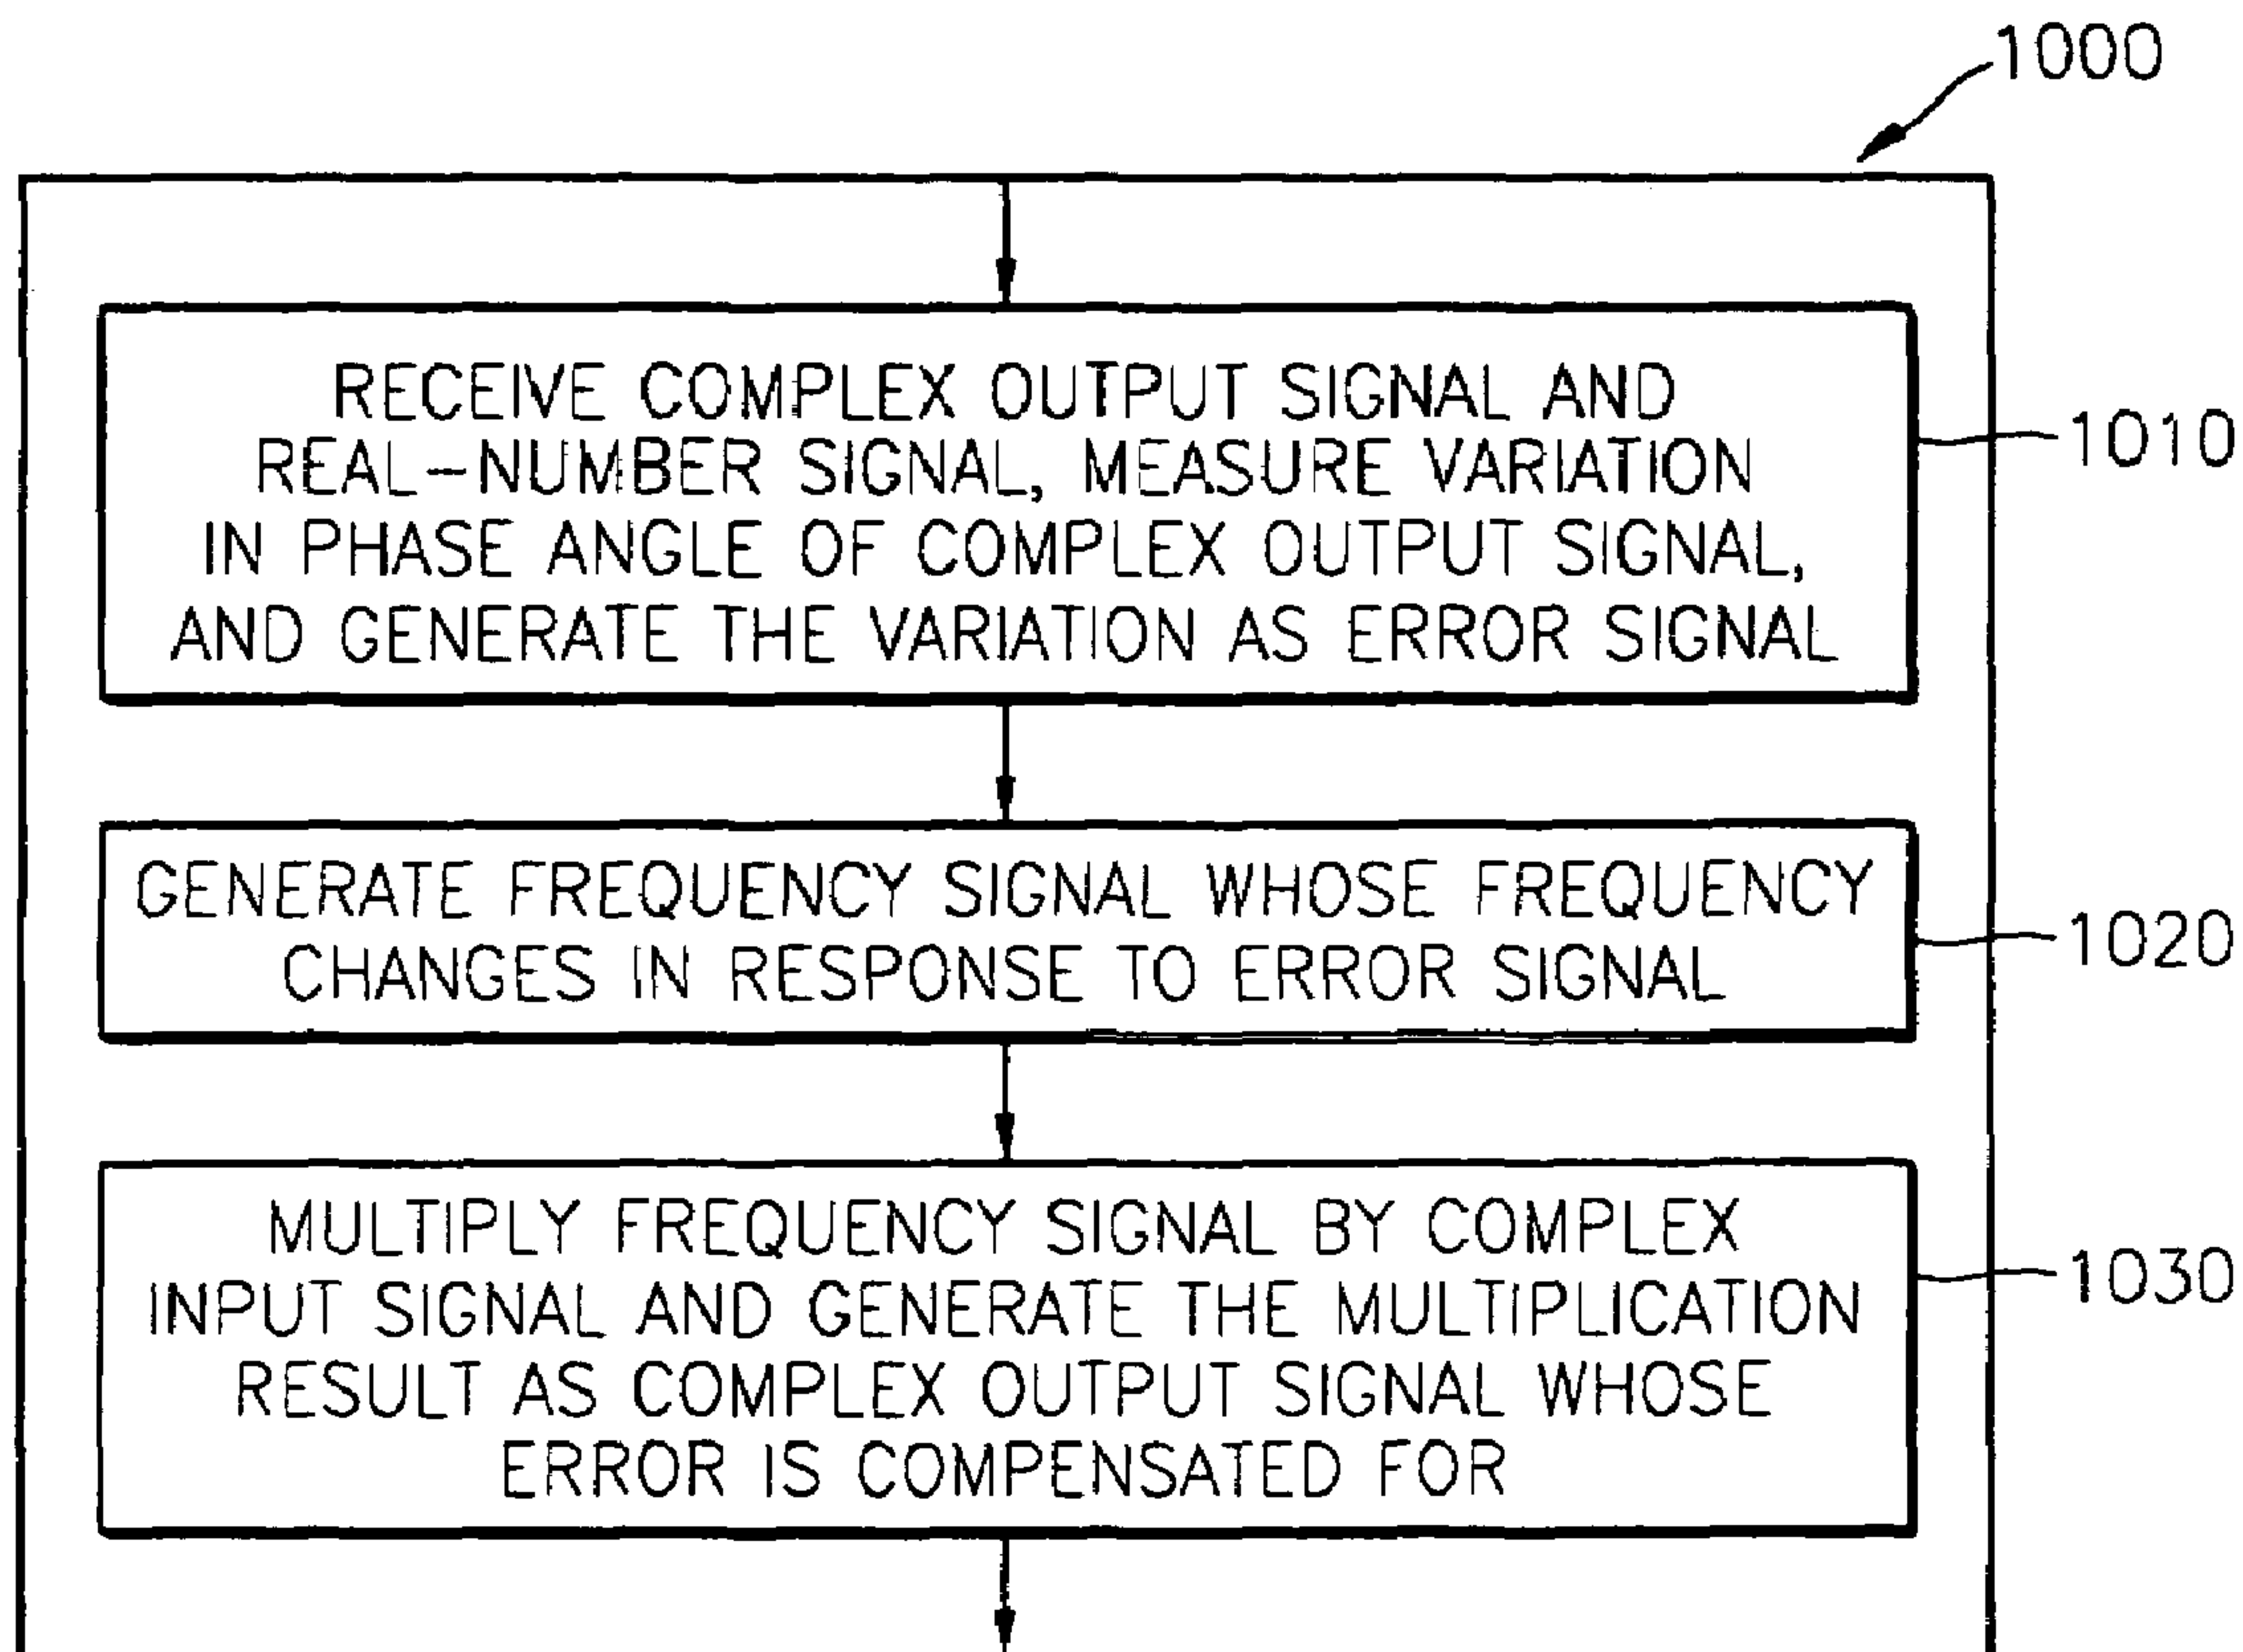 1000
RECEIVE COMPLEX OUTPUT SIGNAL AND
REAL-NUMBER SIGNAL, MEASURE VARIATION
IN PHASE ANGLE OF COMPLEX OUTPUT SIGNAL,
AND GENERATE THE VARIATION AS ERROR SIGNAL
1010
GENERATE FREQUENCY SIGNAL WHOSE FREQUENCY
CHANGES IN RESPONSE TO ERROR SIGNAL
1020
MULTIPLY FREQUENCY SIGNAL BY COMPLEX
INPUT SIGNAL AND GENERATE THE MULTIPLICATION
RESULT AS COMPLEX OUTPUT SIGNAL WHOSE
ERROR IS COMPENSATED FOR
1030